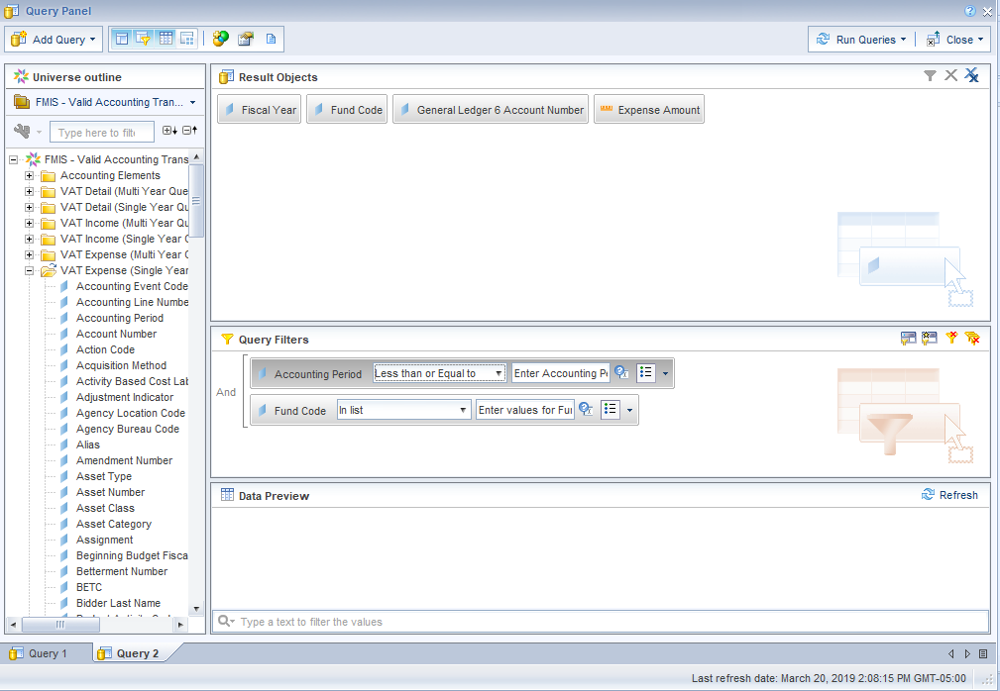 Query Panel
Add Query
Run Queries
Close
Universe outline
FMIS - Valid Accounting Tran...
Type here to filte
FMIS - Valid Accounting Trans
Accounting Elements
VAT Detail (Multi Year Que
VAT Detail (Single Year Qu
VAT Income (Multi Year Qu
VAT Income (Single Year Q
VAT Expense (Multi Year Q
VAT Expense (Single Year
Accounting Event Code
Accounting Line Numbe
Accounting Period
Account Number
Action Code
Acquisition Method
Activity Based Cost Lab
Adjustment Indicator
Agency Location Code
Agency Bureau Code
Alias
Amendment Number
Asset Type
Asset Number
Asset Class
Asset Category
Assignment
Beginning Budget Fisca
Betterment Number
BETC
Bidder Last Name
Result Objects
Fiscal Year
Fund Code
General Ledger 6 Account Number
Expense Amount
Query Filters
And
Accounting Period
Less than or Equal to
Enter Accounting Pe
Fund Code
In list
Enter values for Fun
Data Preview
Refresh
Type a text to filter the values
Query 1
Query 2
Last refresh date: March 20, 2019 2:08:15 PM GMT-05:00